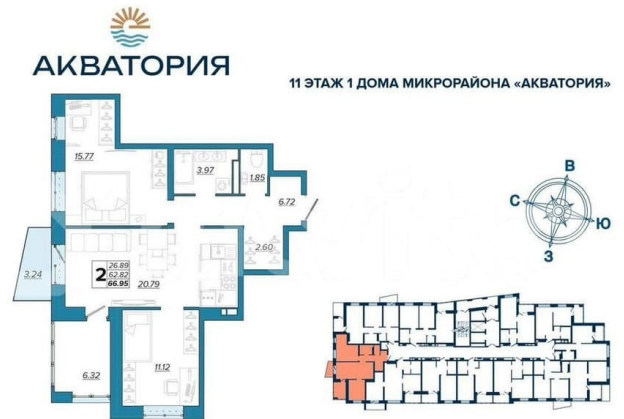 АКВАТОРИЯ
11 ЭТАЖ 1 ДОМА МИКРОРАЙОНА «АКВАТОРИЯ»
15.77
3.97
1.85
6.72
2.60
3.24
2
26.89
62.82
66.95
20.79
6.32
11.12
В
С
Ю
З